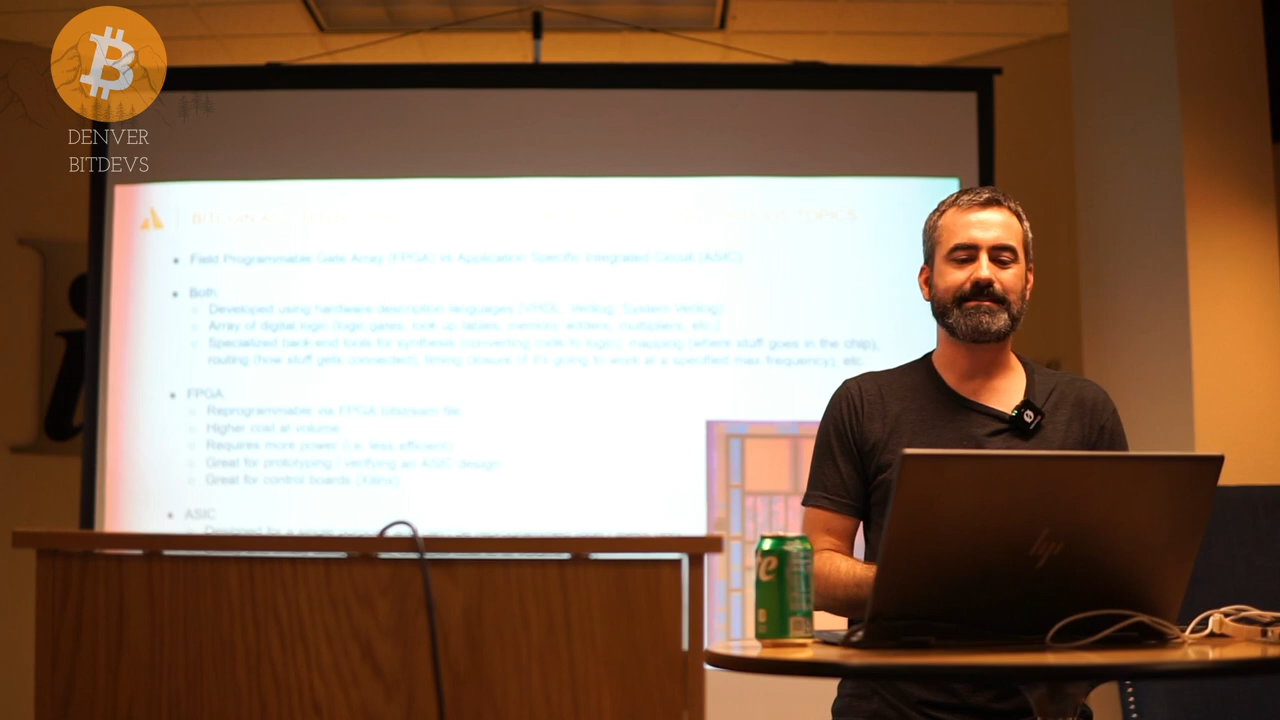 DENVER
BITDEVS
• Field Programmable Gate Array (FPGA) vs Application Specific Integrated Circuit (ASIC)
• Both:
○ Developed using hardware description languages (VHDL, Verilog, System Verilog)
○ Array of digital logic (logic gates, look up tables, memory, adders, multipliers, etc.)
○ Specialized back-end tools for synthesis (converting code to logic), mapping (where stuff goes in the chip),
routing (how stuff gets connected), timing closure (if it's going to work at a specified max frequency), etc.
• FPGA
○ Reprogrammable via FPGA bitstream file
○ Higher cost at volume
○ Requires more power (i.e. less efficient)
○ Great for prototyping / verifying an ASIC design
○ Great for control boards (Xilinx)
• ASIC
○ Designed for a
hp